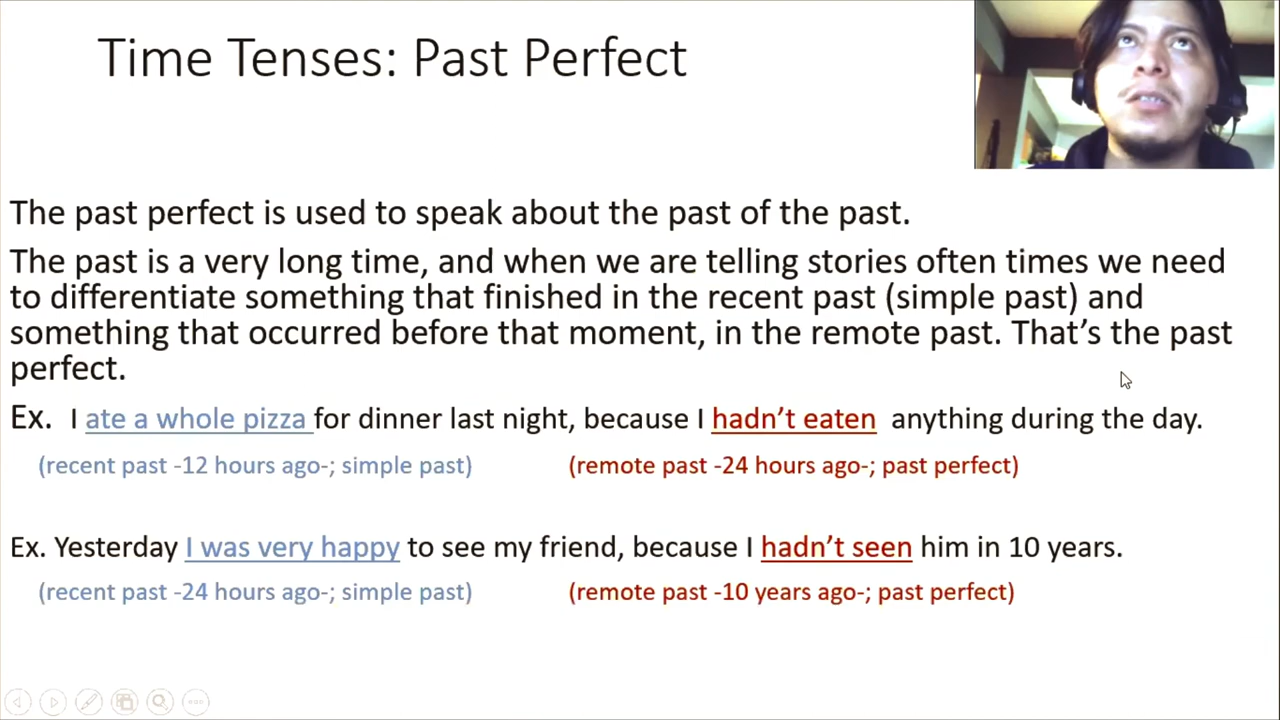 Time Tenses: Past Perfect
The past perfect is used to speak about the past of the past.
The past is a very long time, and when we are telling stories often times we need
to differentiate something that finished in the recent past (simple past) and
something that occurred before that moment, in the remote past. That’s the past
perfect.
Ex. I ate a whole pizza for dinner last night, because I hadn’t eaten anything during the day.
(recent past -12 hours ago-; simple past) (remote past -24 hours ago-; past perfect)
Ex. Yesterday I was very happy to see my friend, because I hadn’t seen him in 10 years.
(recent past -24 hours ago-; simple past) (remote past -10 years ago-; past perfect)